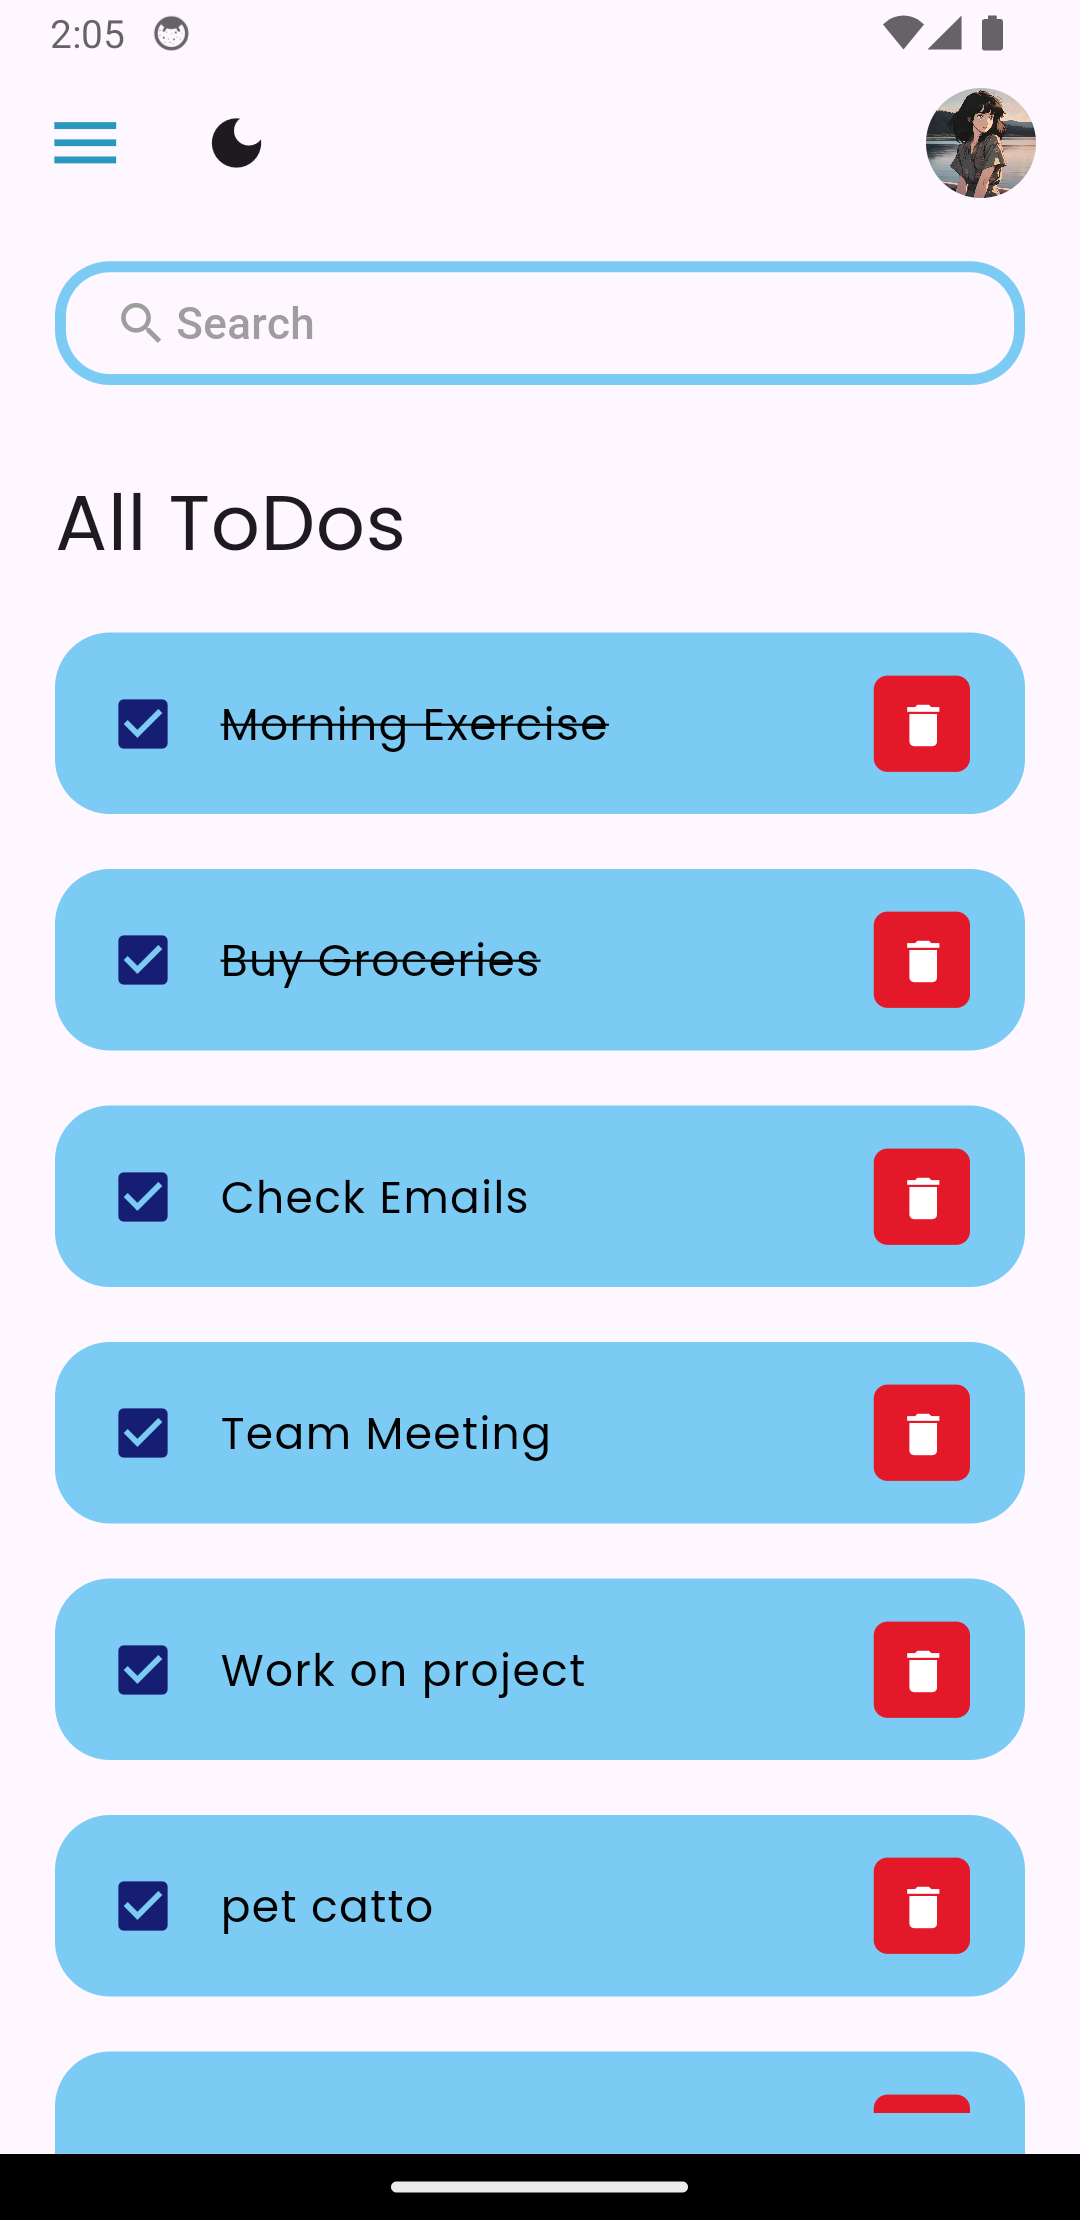 2:05
Search
All ToDos
Morning Exercise
Buy Groceries
Check Emails
Team Meeting
Work on project
pet catto